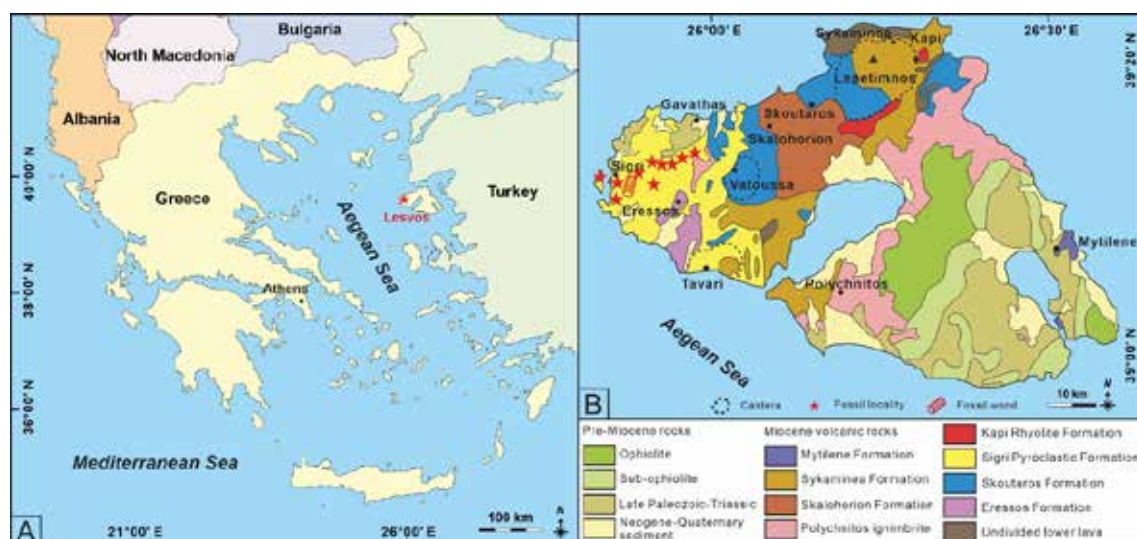 Bulgaria
North Macedonia
Albania
40°00' N
Greece
Turkey
Lesvos
Aegean Sea
Athens
38°00' N
36°00' N
Mediterranean Sea
A
21°00' E
26°00' E
100 km
N
26°00' E
26°30' E
39°20' N
Sykaminea
Kapi
Lepetimnos
Gavathas
Skoutaros
Skalohorion
Sigri
Vatoussa
Eressos
Mytilene
Tavari
Polychnitos
Aegean Sea
39°00' N
B
Caldera
Fossil locality
Fossil wood
10 km
N
Pre-Miocene rocks
Ophiolite
Sub-ophiolite
Late Paleozoic-Triassic
Neogene-Quaternary
sediment
Miocene volcanic rocks
Mytilene Formation
Sykaminea Formation
Skalohorion Formation
Polychnitos ignimbrite
Kapi Rhyolite Formation
Sigri Pyroclastic Formation
Skoutaros Formation
Eressos Formation
Undivided lower lava